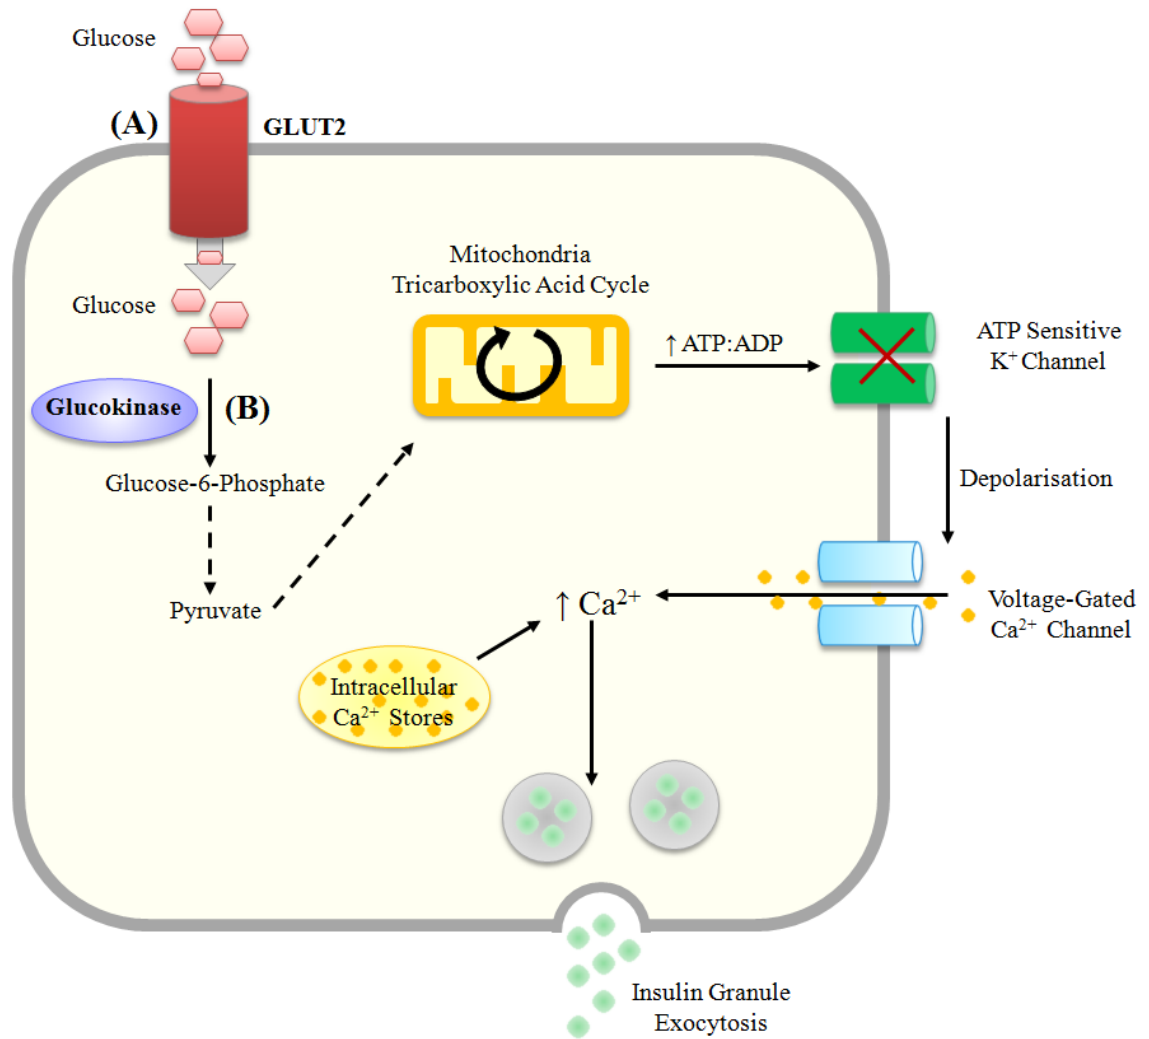 Glucose
(A)
GLUT2
Mitochondria
Tricarboxylic Acid Cycle
Glucose
↑ ATP:ADP
ATP Sensitive
K⁺ Channel
Glucokinase
(B)
Glucose-6-Phosphate
Depolarisation
Pyruvate
↑ Ca²⁺
Voltage-Gated
Ca²⁺ Channel
Intracellular
Ca²⁺ Stores
Insulin Granule
Exocytosis